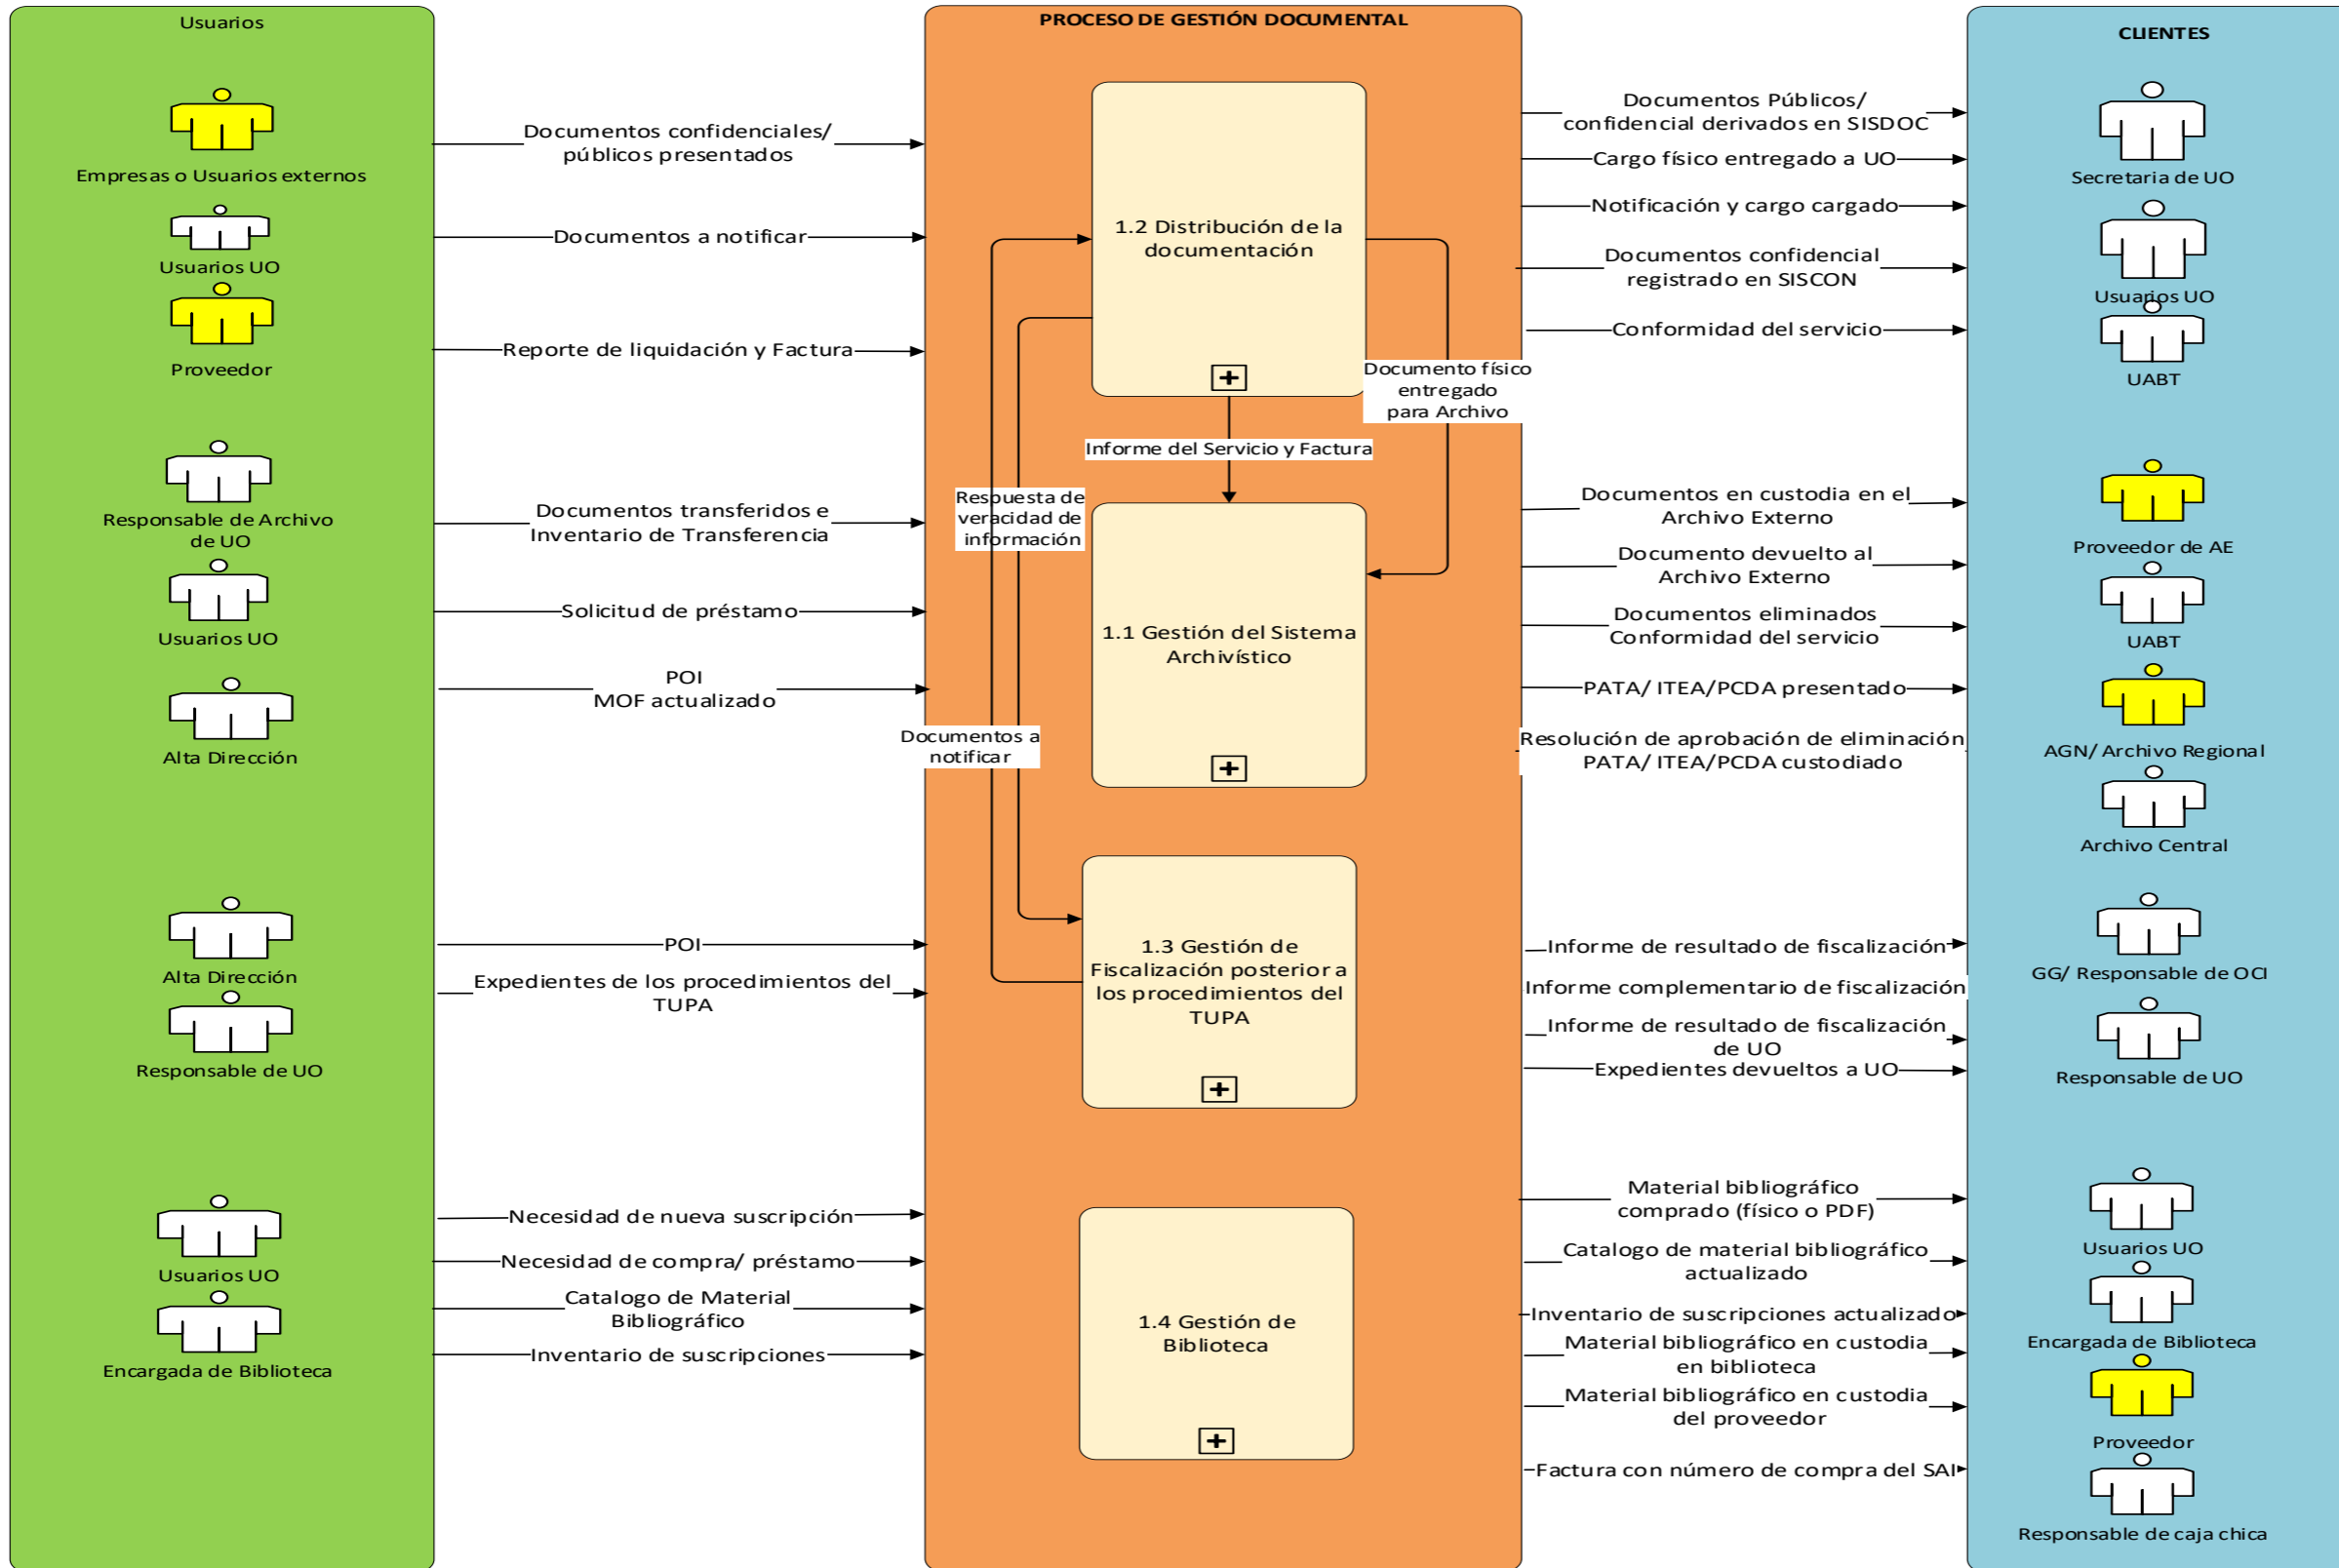 Usuarios
Empresas o Usuarios externos
Usuarios UO
Proveedor
Responsable de Archivo
de UO
Usuarios UO
Alta Dirección
Alta Dirección
Responsable de UO
Usuarios UO
Encargada de Biblioteca
Documentos confidenciales/
públicos presentados
Documentos a notificar
Reporte de liquidación y Factura
Documentos transferidos e
Inventario de Transferencia
Solicitud de préstamo
POI
MOF actualizado
POI
Expedientes de los procedimientos del
TUPA
Necesidad de nueva suscripción
Necesidad de compra/ préstamo
Catalogo de Material
Bibliográfico
Inventario de suscripciones
PROCESO DE GESTIÓN DOCUMENTAL
1.2 Distribución de la
documentación
Documento físico
entregado
para Archivo
Informe del Servicio y Factura
Respuesta de
veracidad de
información
1.1 Gestión del Sistema
Archivístico
Documentos a
notificar
1.3 Gestión de
Fiscalización posterior a
los procedimientos del
TUPA
1.4 Gestión de
Biblioteca
Documentos Públicos/
confidencial derivados en SISDOC
Cargo físico entregado a UO
Notificación y cargo cargado
Documentos confidencial
registrado en SISCON
Conformidad del servicio
Documentos en custodia en el
Archivo Externo
Documento devuelto al
Archivo Externo
Documentos eliminados
Conformidad del servicio
PATA/ ITEA/PCDA presentado
Resolución de aprobación de eliminación
PATA/ ITEA/PCDA custodiado
Informe de resultado de fiscalización
Informe complementario de fiscalización
Informe de resultado de fiscalización
de UO
Expedientes devueltos a UO
Material bibliográfico
comprado (físico o PDF)
Catalogo de material bibliográfico
actualizado
Inventario de suscripciones actualizado
Material bibliográfico en custodia
en biblioteca
Material bibliográfico en custodia
del proveedor
Factura con número de compra del SAI
CLIENTES
Secretaria de UO
Usuarios UO
UABT
Proveedor de AE
UABT
AGN/ Archivo Regional
Archivo Central
GG/ Responsable de OCI
Responsable de UO
Usuarios UO
Encargada de Biblioteca
Proveedor
Responsable de caja chica